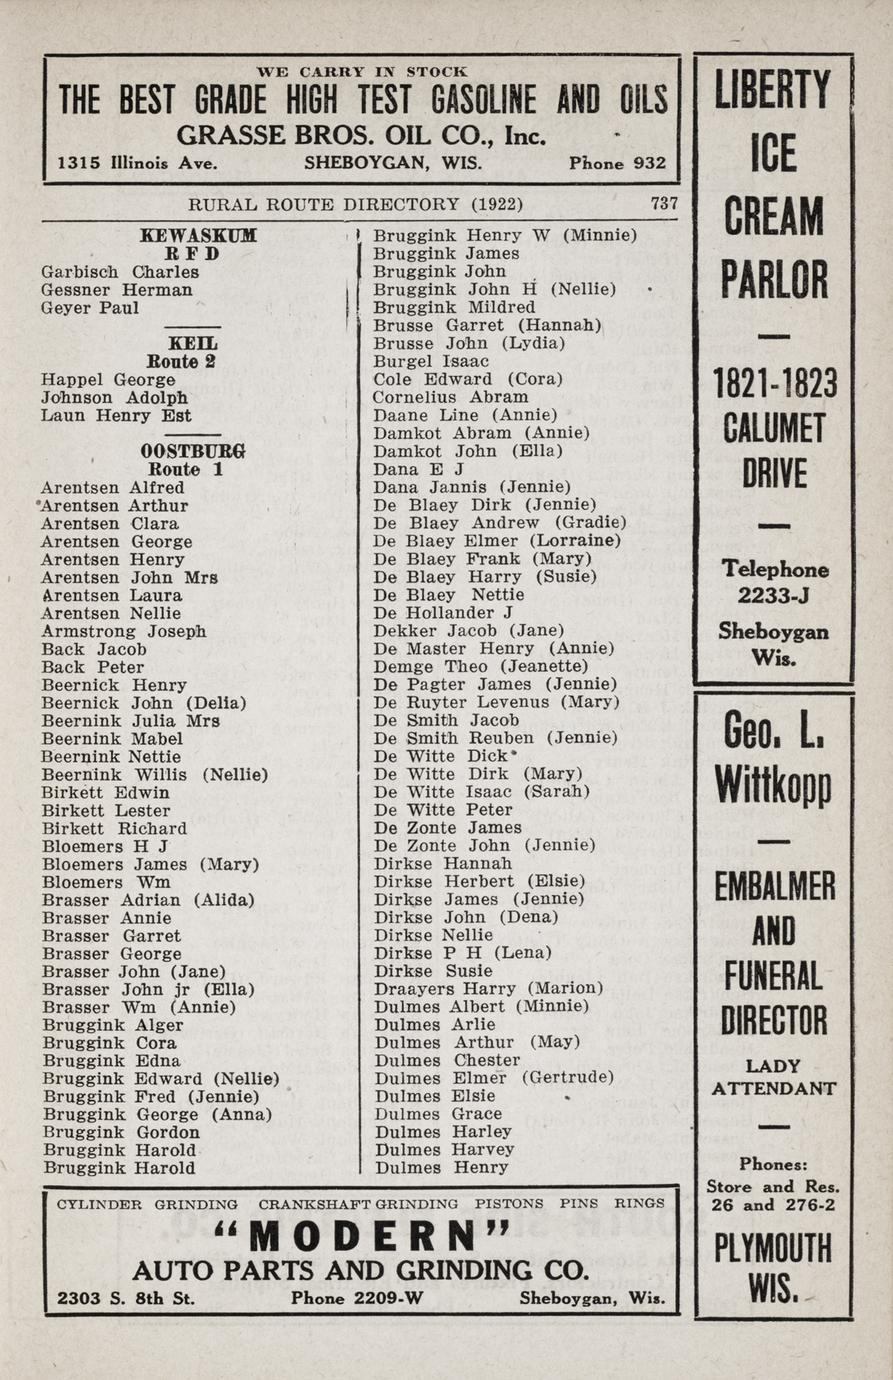 WE CARRY IN STOCK
THE BEST GRADE HIGH TEST GASOLINE AND OILS
GRASSE BROS. OIL CO., Inc.
1315 Illinois Ave. SHEBOYGAN, WIS. Phone 932
RURAL ROUTE DIRECTORY (1922) 737
KEWASKUM
R F D
Garbisch Charles
Gessner Herman
Geyer Paul
KEIL
Route 2
Happel George
Johnson Adolph
Laun Henry Est
OOSTBURG
Route 1
Arentsen Alfred
Arentsen Arthur
Arentsen Clara
Arentsen George
Arentsen Henry
Arentsen John Mrs
Arentsen Laura
Arentsen Nellie
Armstrong Joseph
Back Jacob
Back Peter
Beernick Henry
Beernick John (Delia)
Beernink Julia Mrs
Beernink Mabel
Beernink Nettie
Beernink Willis (Nellie)
Birkett Edwin
Birkett Lester
Birkett Richard
Bloemers H J
Bloemers James (Mary)
Bloemers Wm
Brasser Adrian (Alida)
Brasser Annie
Brasser Garret
Brasser George
Brasser John (Jane)
Brasser John jr (Ella)
Brasser Wm (Annie)
Bruggink Alger
Bruggink Cora
Bruggink Edna
Bruggink Edward (Nellie)
Bruggink Fred (Jennie)
Bruggink George (Anna)
Bruggink Gordon
Bruggink Harold
Bruggink Harold
Bruggink Henry W (Minnie)
Bruggink James
Bruggink John
Bruggink John H (Nellie)
Bruggink Mildred
Brusse Garret (Hannah)
Brusse John (Lydia)
Burgel Isaac
Cole Edward (Cora)
Cornelius Abram
Daane Line (Annie)
Damkot Abram (Annie)
Damkot John (Ella)
Dana E J
Dana Jannis (Jennie)
De Blaey Dirk (Jennie)
De Blaey Andrew (Gradie)
De Blaey Elmer (Lorraine)
De Blaey Frank (Mary)
De Blaey Harry (Susie)
De Blaey Nettie
De Hollander J
Dekker Jacob (Jane)
De Master Henry (Annie)
Demge Theo (Jeanette)
De Pagter James (Jennie)
De Ruyter Levenus (Mary)
De Smith Jacob
De Smith Reuben (Jennie)
De Witte Dick
De Witte Dirk (Mary)
De Witte Isaac (Sarah)
De Witte Peter
De Zonte James
De Zonte John (Jennie)
Dirkse Hannah
Dirkse Herbert (Elsie)
Dirkse James (Jennie)
Dirkse John (Dena)
Dirkse Nellie
Dirkse P H (Lena)
Dirkse Susie
Draayers Harry (Marion)
Dulmes Albert (Minnie)
Dulmes Arlie
Dulmes Arthur (May)
Dulmes Chester
Dulmes Elmer (Gertrude)
Dulmes Elsie
Dulmes Grace
Dulmes Harley
Dulmes Harvey
Dulmes Henry
CYLINDER GRINDING CRANKSHAFT GRINDING PISTONS PINS RINGS
"MODERN"
AUTO PARTS AND GRINDING CO.
2303 S. 8th St. Phone 2209-W Sheboygan, Wis.
LIBERTY
ICE
CREAM
PARLOR
1821-1823
CALUMET
DRIVE
Telephone
2233-J
Sheboygan
Wis.
Geo. L.
Wittkopp
EMBALMER
AND
FUNERAL
DIRECTOR
LADY
ATTENDANT
Phones:
Store and Res.
26 and 276-2
PLYMOUTH
WIS.